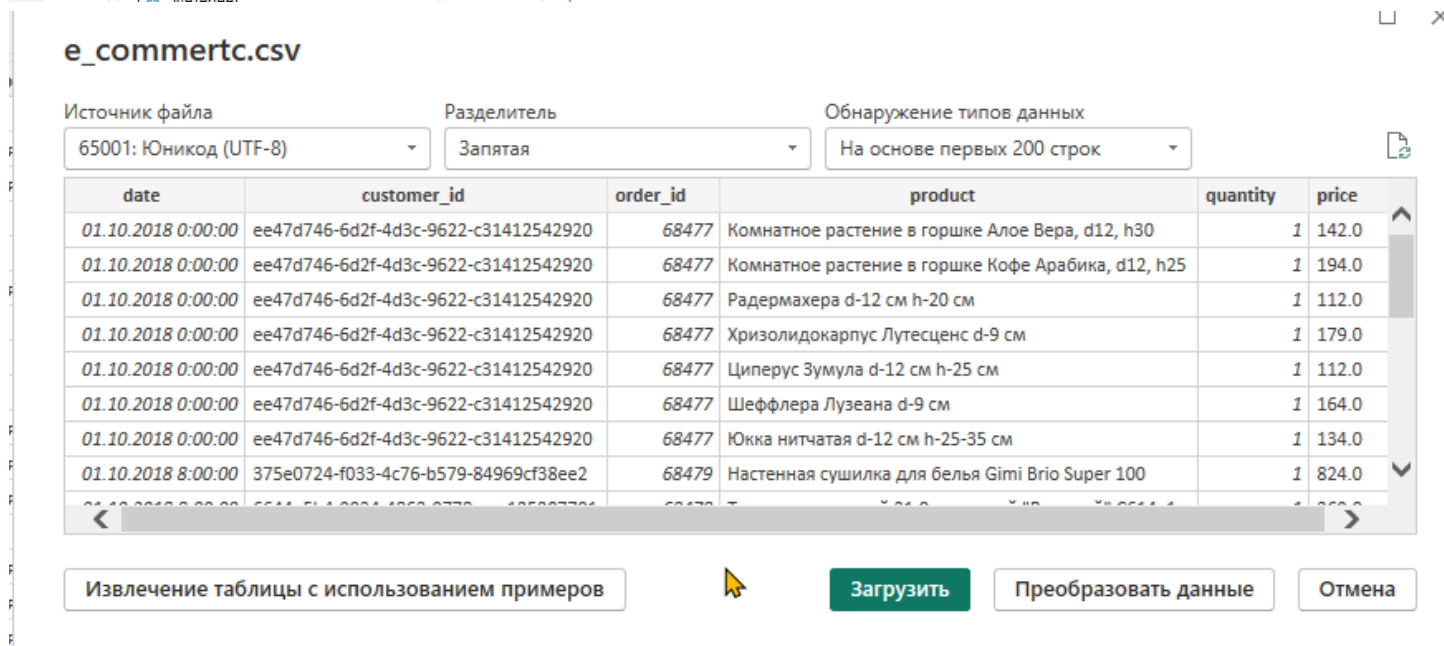 e_commertc.csv
Источник файла Разделитель Обнаружение типов данных
65001: Юникод (UTF-8) Запятая На основе первых 200 строк
date customer_id order_id product quantity price
01.10.2018 0:00:00 ee47d746-6d2f-4d3c-9622-c31412542920 68477 Комнатное растение в горшке Алое Вера, d12, h30 1 142.0
01.10.2018 0:00:00 ee47d746-6d2f-4d3c-9622-c31412542920 68477 Комнатное растение в горшке Кофе Арабика, d12, h25 1 194.0
01.10.2018 0:00:00 ee47d746-6d2f-4d3c-9622-c31412542920 68477 Радермахера d-12 см h-20 см 1 112.0
01.10.2018 0:00:00 ee47d746-6d2f-4d3c-9622-c31412542920 68477 Хризолидокарпус Лутесценс d-9 см 1 179.0
01.10.2018 0:00:00 ee47d746-6d2f-4d3c-9622-c31412542920 68477 Циперус Зумула d-12 см h-25 см 1 112.0
01.10.2018 0:00:00 ee47d746-6d2f-4d3c-9622-c31412542920 68477 Шеффлера Лузеана d-9 см 1 164.0
01.10.2018 0:00:00 ee47d746-6d2f-4d3c-9622-c31412542920 68477 Юкка нитчатая d-12 см h-25-35 см 1 134.0
01.10.2018 8:00:00 375e0724-f033-4c76-b579-84969cf38ee2 68479 Настенная сушилка для белья Gimi Brio Super 100 1 824.0
Извлечение таблицы с использованием примеров Загрузить Преобразовать данные Отмена